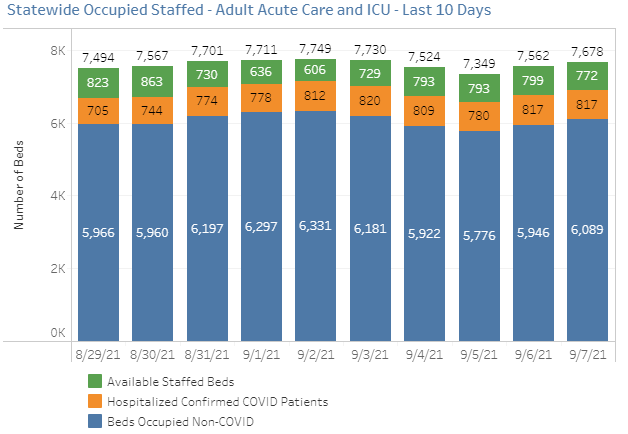 Statewide Occupied Staffed - Adult Acute Care and ICU - Last 10 Days
8K
7,494 7,567 7,701 7,711 7,749 7,730 7,524 7,349 7,562 7,678
823 863 730 636 606 729 793 793 799 772
705 744 774 778 812 820 809 780 817 817
6K
Number of Beds
4K
5,966 5,960 6,197 6,297 6,331 6,181 5,922 5,776 5,946 6,089
2K
0K
8/29/21 8/30/21 8/31/21 9/1/21 9/2/21 9/3/21 9/4/21 9/5/21 9/6/21 9/7/21
Available Staffed Beds
Hospitalized Confirmed COVID Patients
Beds Occupied Non-COVID